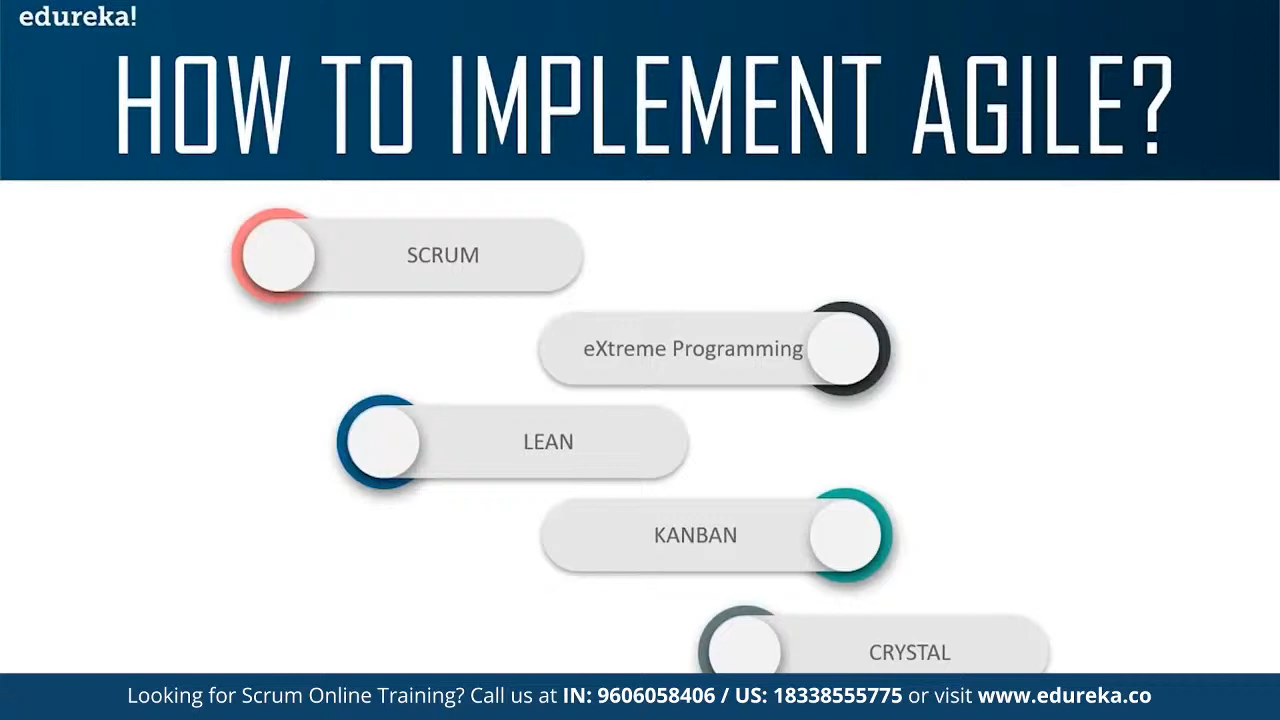 edureka!
HOW TO IMPLEMENT AGILE?
SCRUM
eXtreme Programming
LEAN
KANBAN
CRYSTAL
Looking for Scrum Online Training? Call us at IN: 9606058406 / US: 18338555775 or visit www.edureka.co